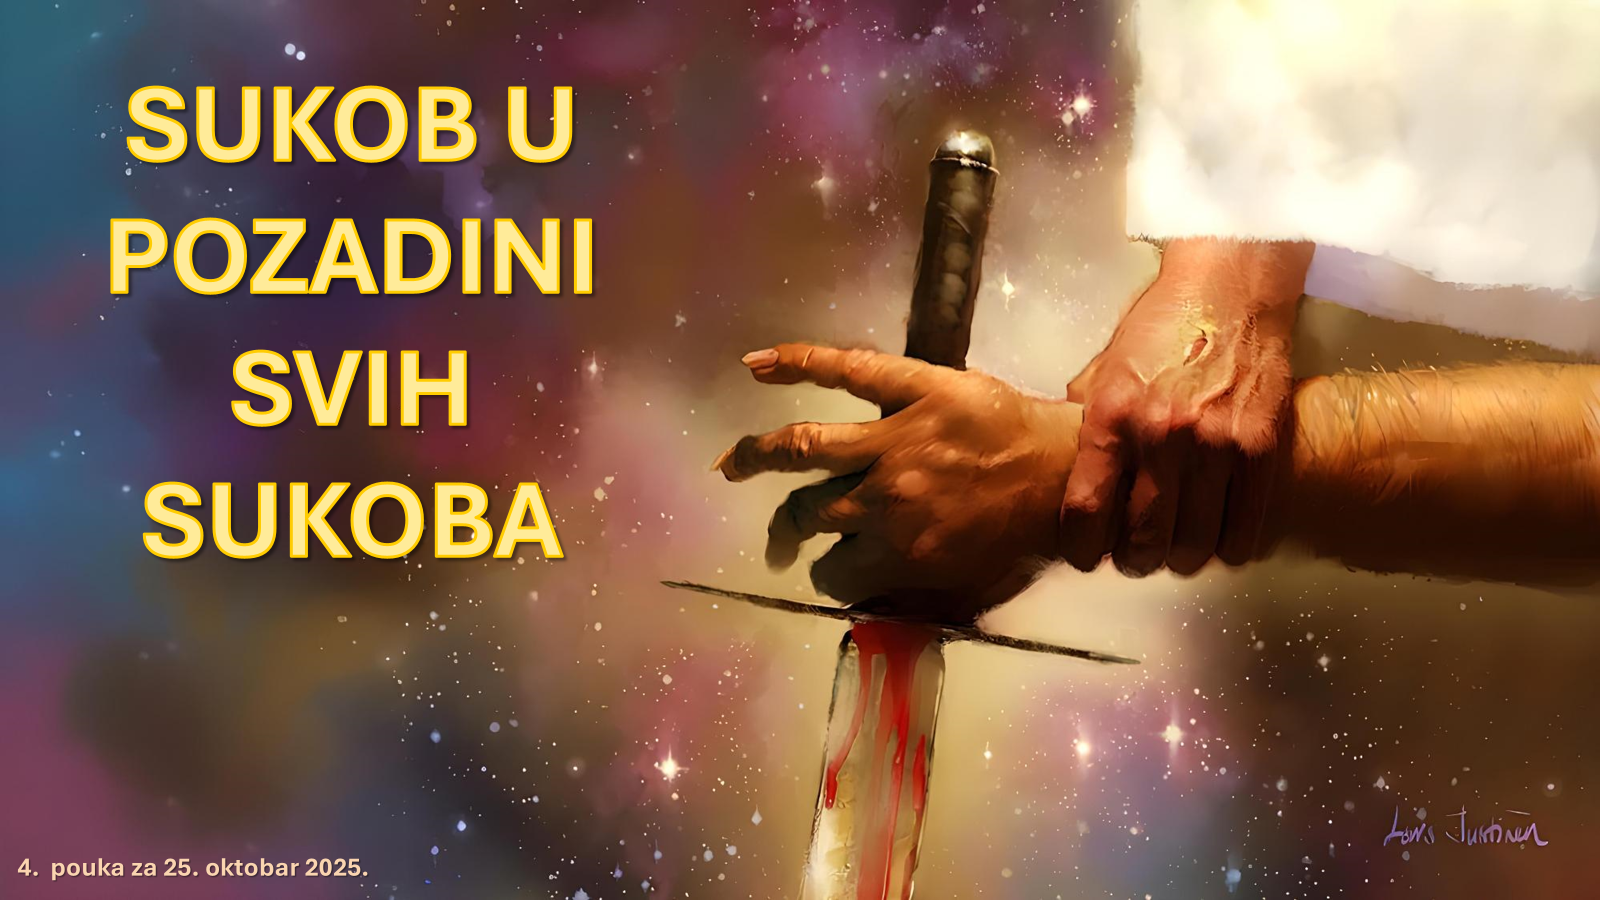 SUKOB U
POZADINI
SVIH
SUKOBA
4. pouka za 25. oktobar 2025.